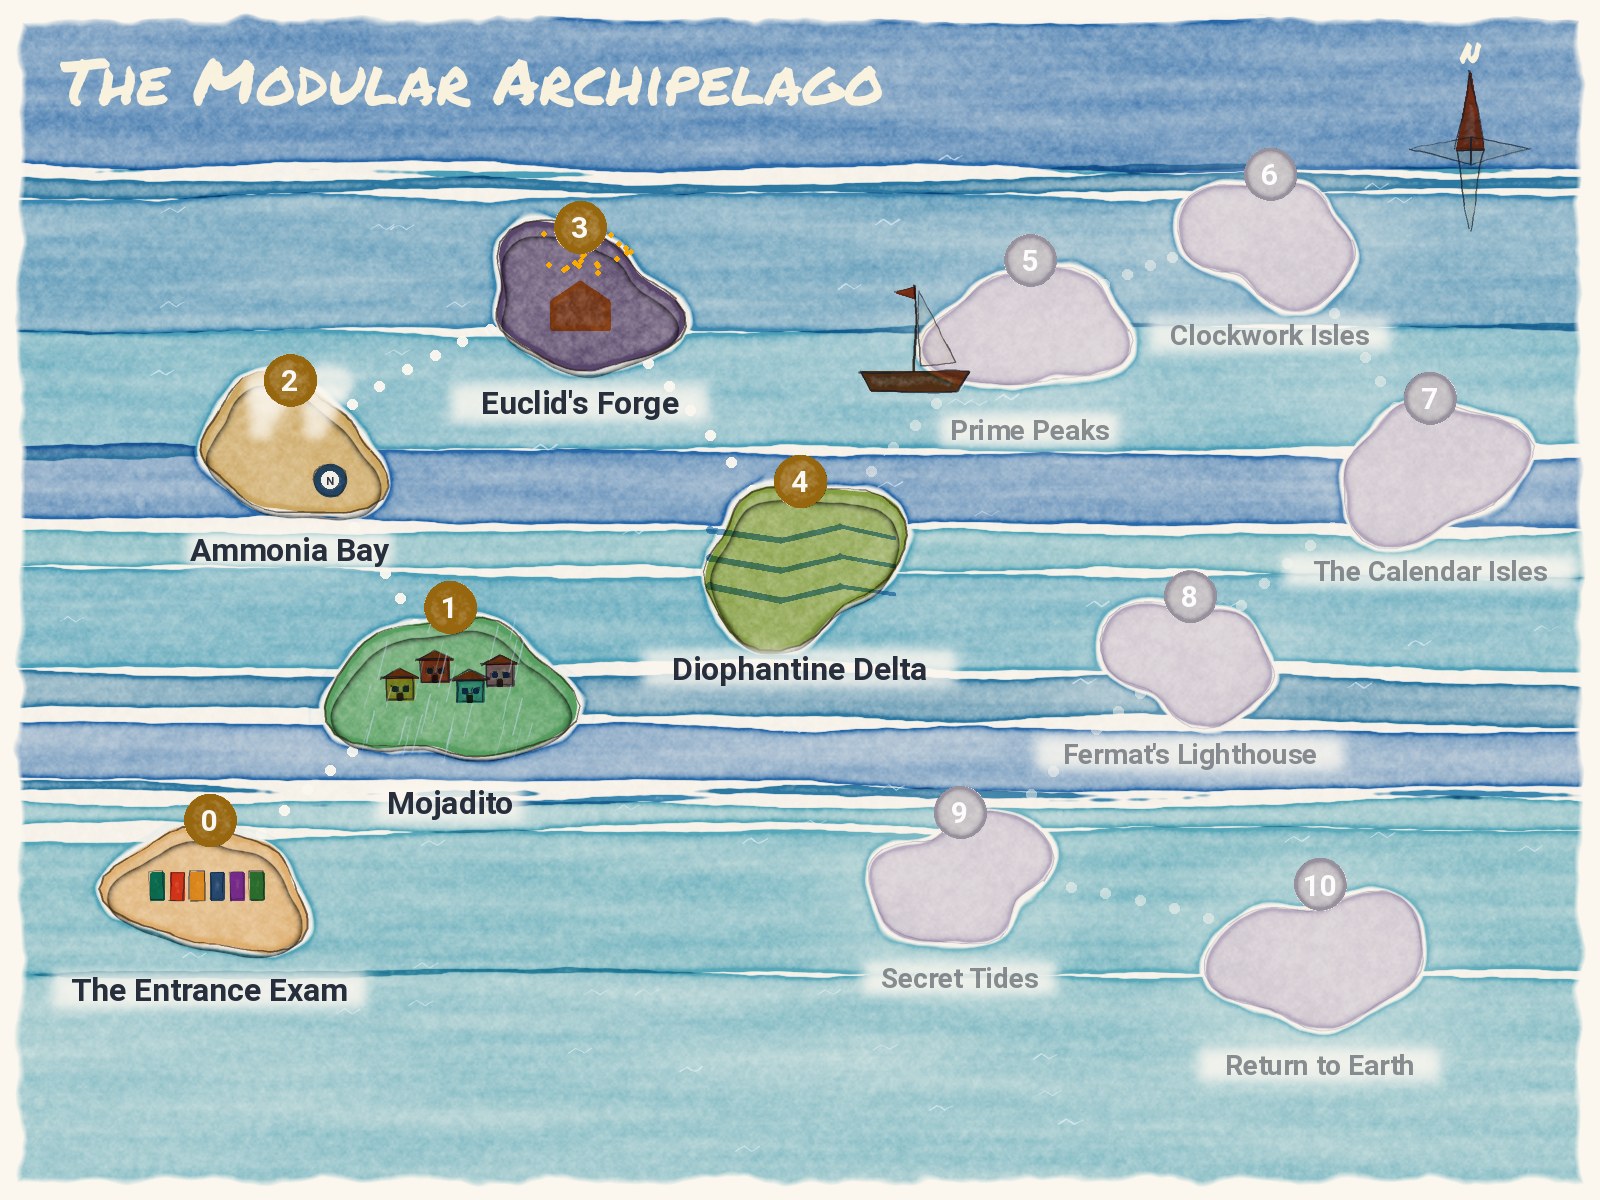 THE MODULAR ARCHIPELAGO
N
6
3
5
Clockwork Isles
2
Euclid's Forge
7
Prime Peaks
4
N
Ammonia Bay
The Calendar Isles
8
1
Diophantine Delta
Fermat's Lighthouse
Mojadito
9
0
10
Secret Tides
The Entrance Exam
Return to Earth